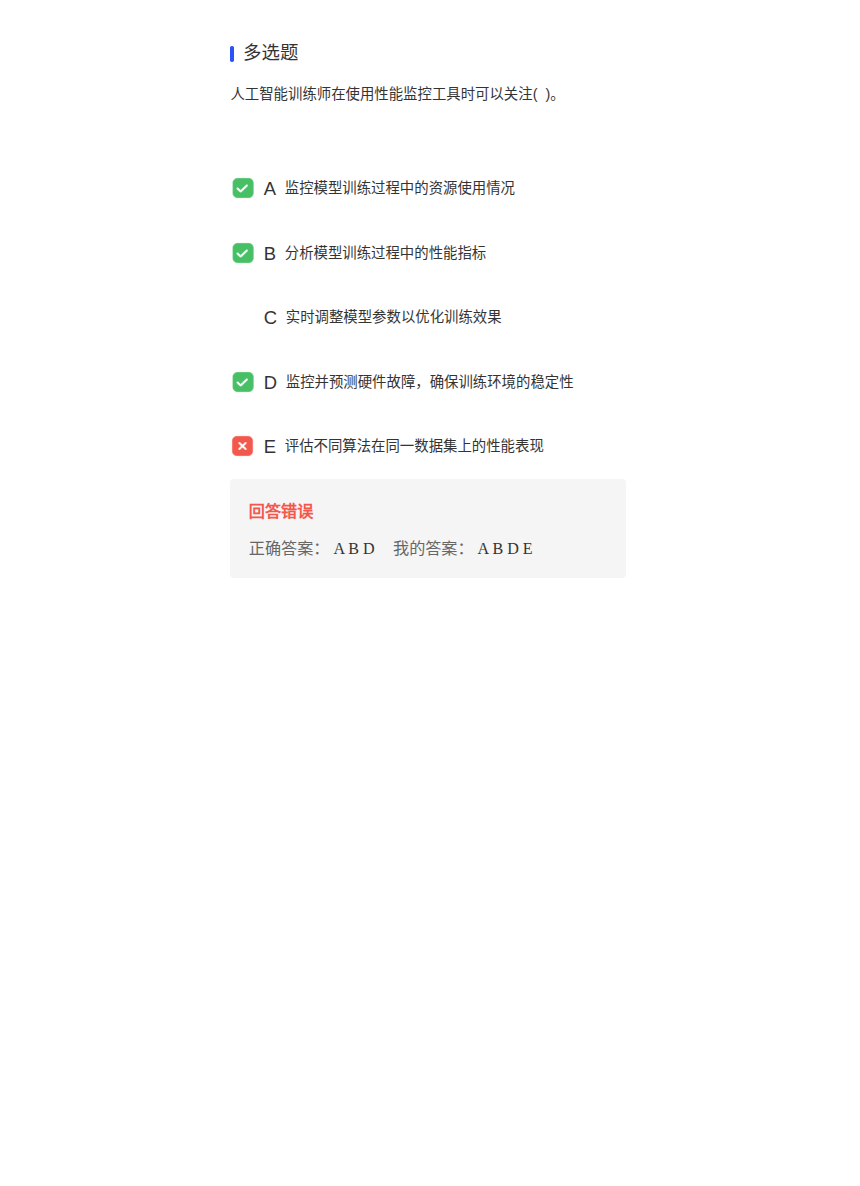 多选题
人工智能训练师在使用性能监控工具时可以关注(  )。
A 监控模型训练过程中的资源使用情况
B 分析模型训练过程中的性能指标
C 实时调整模型参数以优化训练效果
D 监控并预测硬件故障，确保训练环境的稳定性
E 评估不同算法在同一数据集上的性能表现
回答错误
正确答案： A B D 我的答案： A B D E